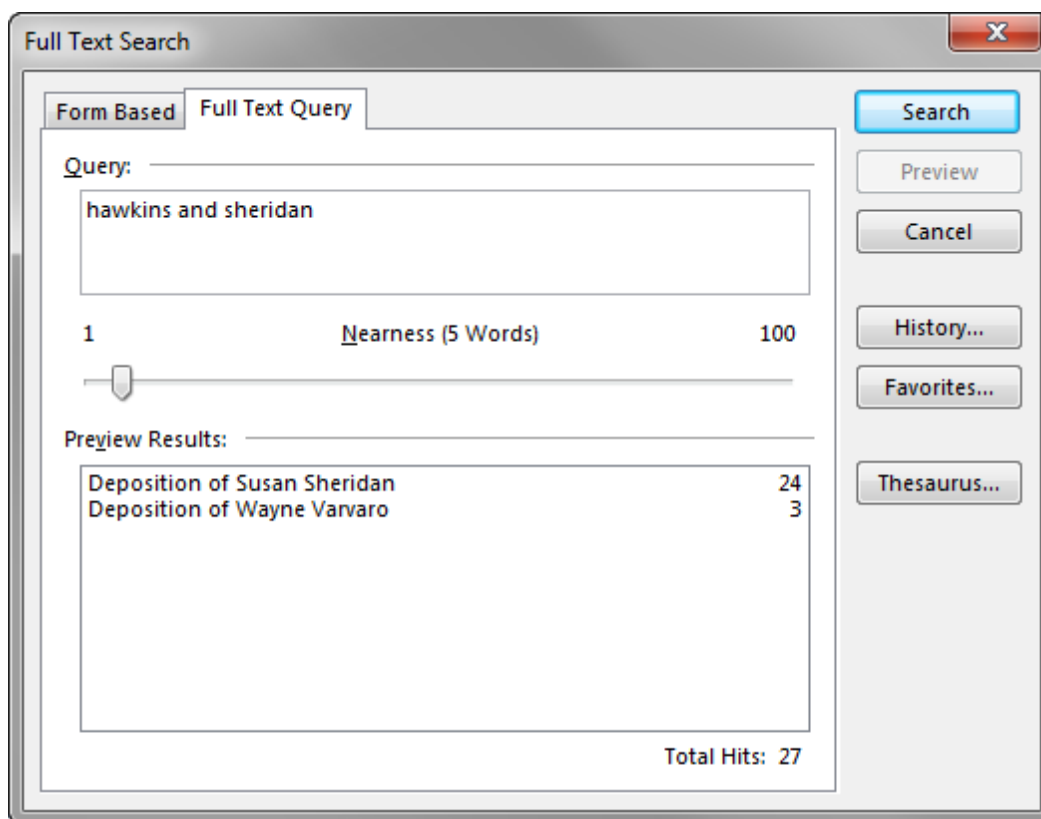 Full Text Search
Form Based Full Text Query
Query:
hawkins and sheridan
1 Nearness (5 Words) 100
Preview Results:
Deposition of Susan Sheridan 24
Deposition of Wayne Varvaro 3
Total Hits: 27
Search
Preview
Cancel
History...
Favorites...
Thesaurus...